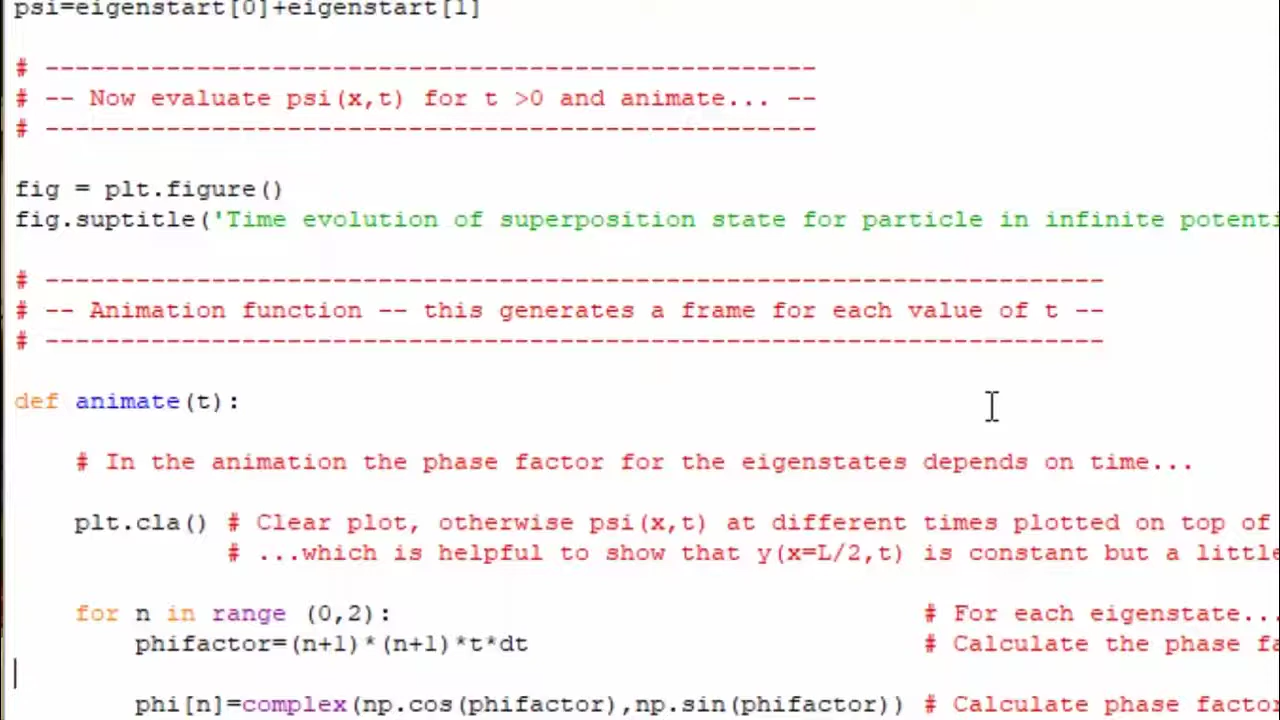 psi=eigenstart[0]+eigenstart[1]
# ---------------------------------------------------
# -- Now evaluate psi(x,t) for t >0 and animate... --
# ---------------------------------------------------
fig = plt.figure()
fig.suptitle('Time evolution of superposition state for particle in infinite potenti
# ----------------------------------------------------------------------
# -- Animation function -- this generates a frame for each value of t --
# ----------------------------------------------------------------------
def animate(t):
# In the animation the phase factor for the eigenstates depends on time...
plt.cla() # Clear plot, otherwise psi(x,t) at different times plotted on top of
# ...which is helpful to show that y(x=L/2,t) is constant but a little
for n in range (0,2): # For each eigenstate...
phifactor=(n+1)*(n+1)*t*dt # Calculate the phase fa
phi[n]=complex(np.cos(phifactor),np.sin(phifactor)) # Calculate phase factor